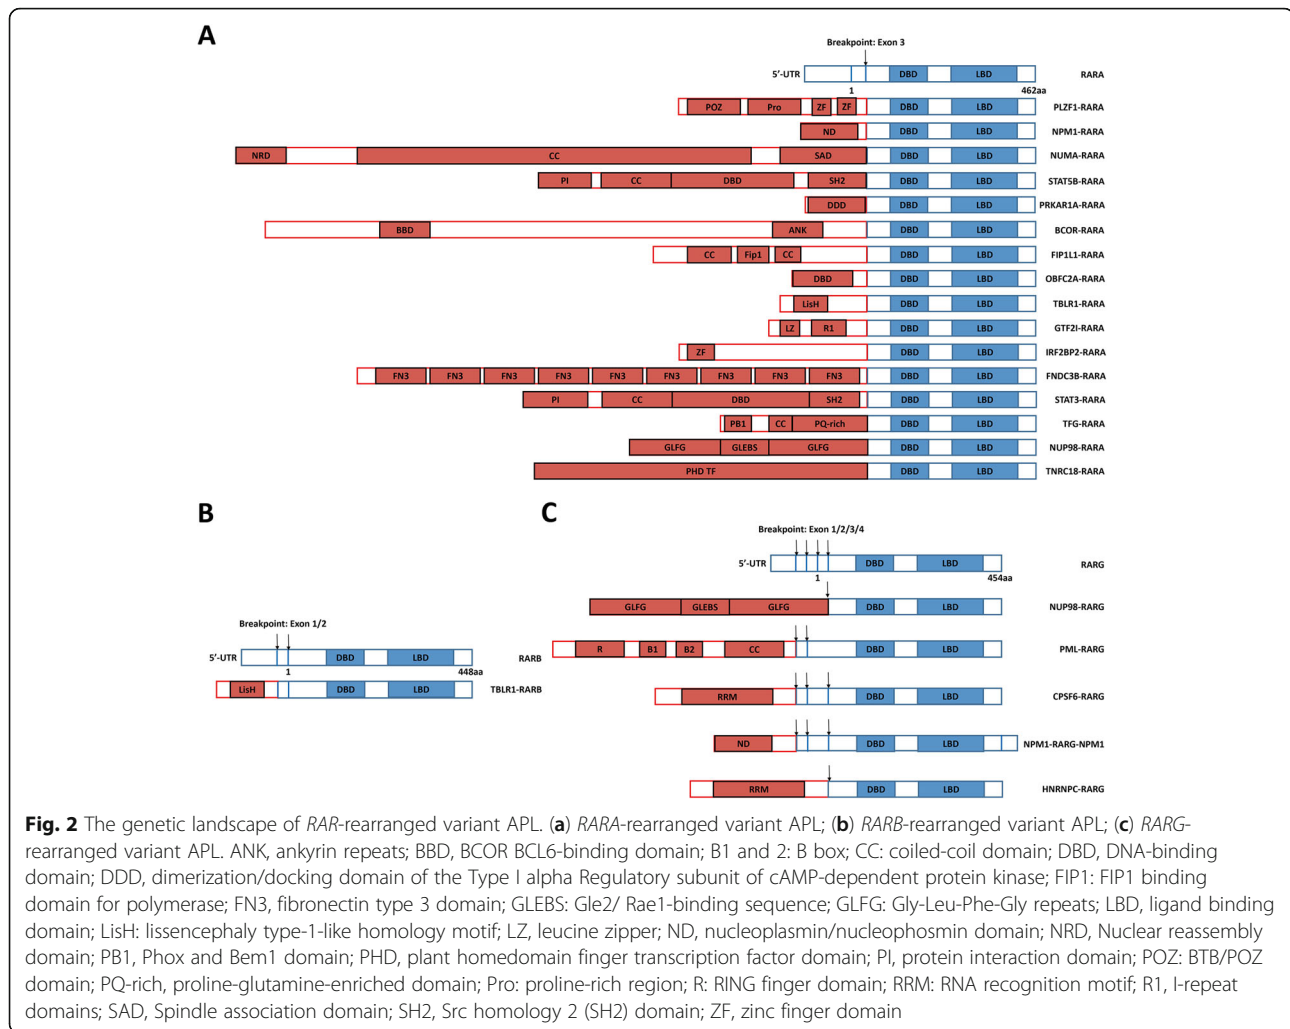 A
Breakpoint: Exon 3
5'-UTR DBD LBD RARA
1 462aa
POZ Pro ZF ZF DBD LBD PLZF1-RARA
ND DBD LBD NPM1-RARA
NRD CC SAD DBD LBD NUMA-RARA
PI CC DBD SH2 DBD LBD STAT5B-RARA
DDD DBD LBD PRKAR1A-RARA
BBD ANK DBD LBD BCOR-RARA
CC Fip1 CC DBD LBD FIP1L1-RARA
DBD DBD LBD OBFC2A-RARA
LisH DBD LBD TBLR1-RARA
LZ R1 DBD LBD GTF2I-RARA
ZF DBD LBD IRF2BP2-RARA
FN3 FN3 FN3 FN3 FN3 FN3 FN3 FN3 FN3 DBD LBD FNDC3B-RARA
PI CC DBD SH2 DBD LBD STAT3-RARA
PB1 CC PQ-rich DBD LBD TFG-RARA
GLFG GLEBS GLFG DBD LBD NUP98-RARA
PHD TF DBD LBD TNRC18-RARA
B
Breakpoint: Exon 1/2
5'-UTR DBD LBD RARB
1 448aa
LisH DBD LBD TBLR1-RARB
C
Breakpoint: Exon 1/2/3/4
5'-UTR DBD LBD RARG
1 454aa
GLFG GLEBS GLFG DBD LBD NUP98-RARG
R B1 B2 CC DBD LBD PML-RARG
RRM DBD LBD CPSF6-RARG
ND DBD LBD NPM1-RARG-NPM1
RRM DBD LBD HNRNPC-RARG
Fig. 2 The genetic landscape of RAR-rearranged variant APL. (a) RARA-rearranged variant APL; (b) RARB-rearranged variant APL; (c) RARG-
rearranged variant APL. ANK, ankyrin repeats; BBD, BCOR BCL6-binding domain; B1 and 2: B box; CC: coiled-coil domain; DBD, DNA-binding
domain; DDD, dimerization/docking domain of the Type I alpha Regulatory subunit of cAMP-dependent protein kinase; FIP1: FIP1 binding
domain for polymerse; FN3, fibronectin type 3 domain; GLEBS: Gle2/ Rae1-binding sequence; GLFG: Gly-Leu-Phe-Gly repeats; LBD, ligand binding
domain; LisH: lissencephaly type-1-like homology motif; LZ, leucine zipper; ND, nucleoplasmin/nucleophosmin domain; NRD, Nuclear reassembly
domain; PB1, Phox and Bem1 domain; PHD, plant homedomain finger transcription factor domain; PI, protein interaction domain; POZ: BTB/POZ
domain; PQ-rich, proline-glutamine-enriched domain; Pro: proline-rich region; R: RING finger domain; RRM: RNA recognition motif; R1, I-repeat
domains; SAD, Spindle association domain; SH2, Src homology 2 (SH2) domain; ZF, zinc finger domain